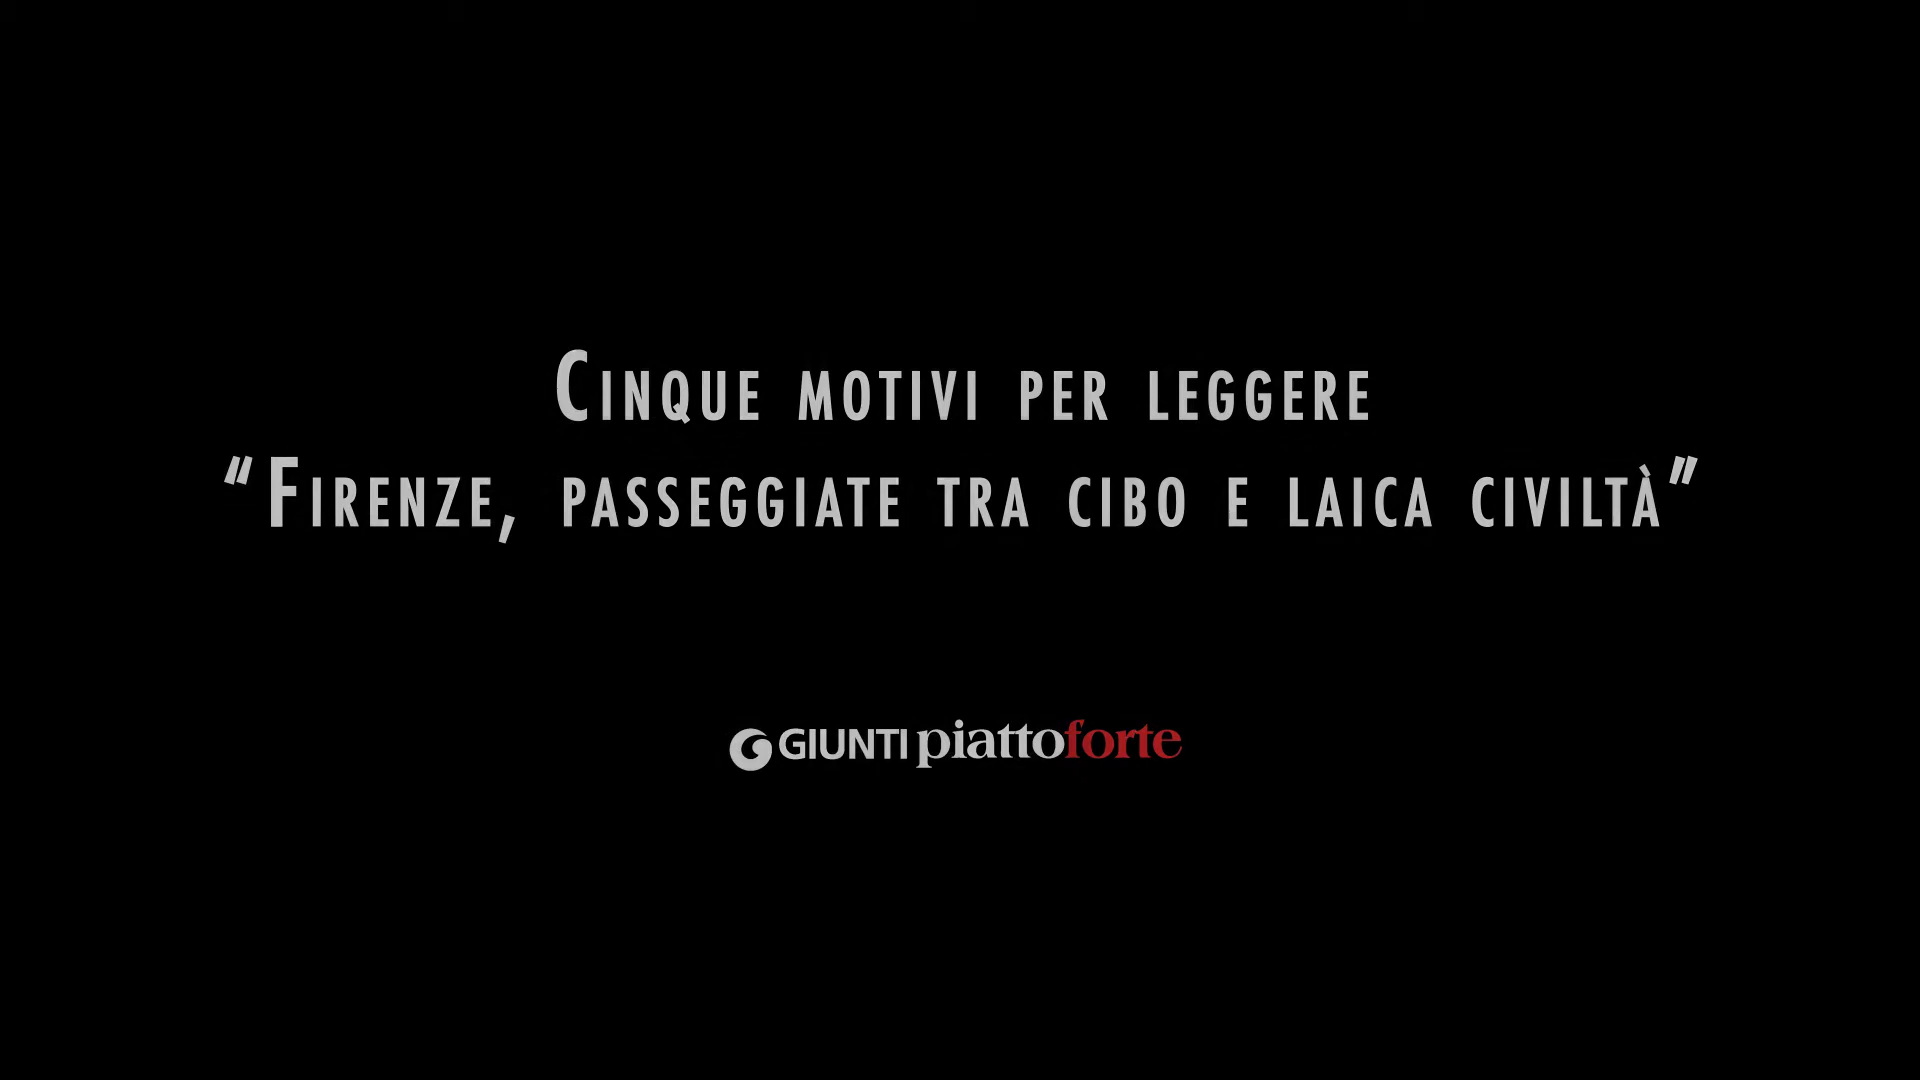 Cinque motivi per leggere
“Firenze, passeggiate tra cibo e laica civiltà”
GIUNTI piattoforte